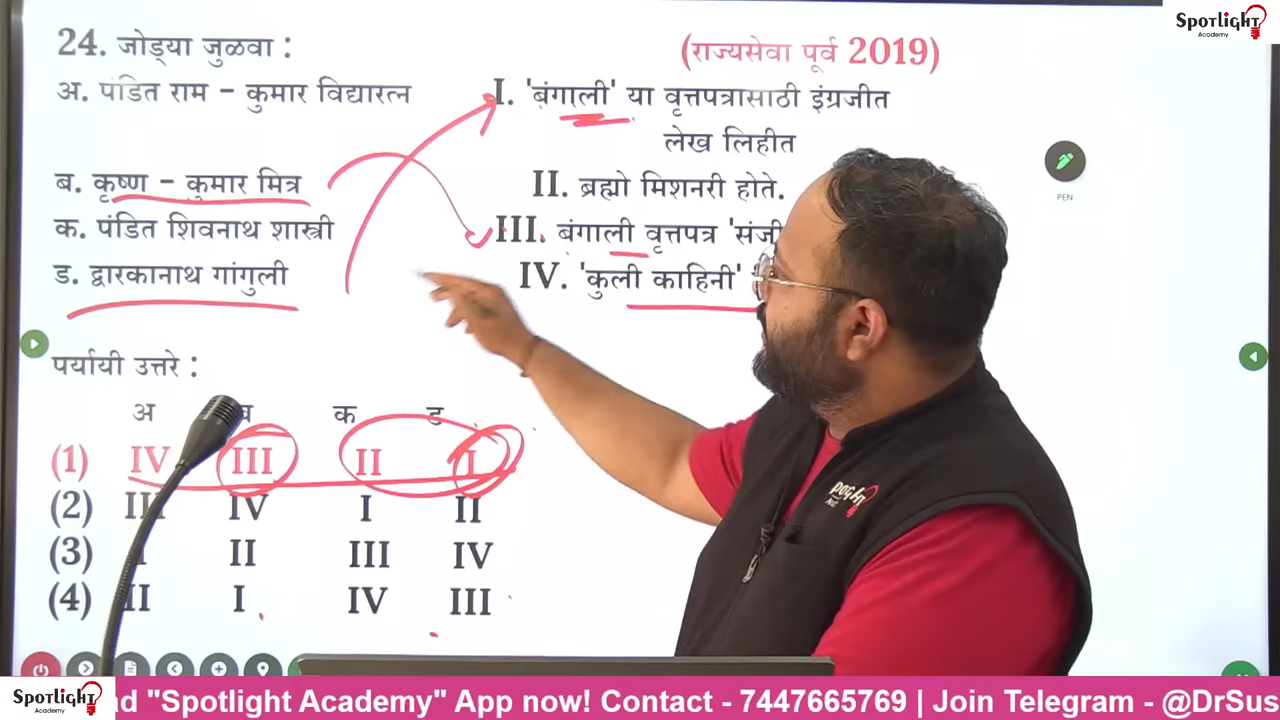 24. जोड्या जुळवा :
(राज्यसेवा पूर्व 2019)
अ. पंडित राम - कुमार विद्यारत्न
I. 'बंगाली' या वृत्तपत्रासाठी इंग्रजीत
लेख लिहीत
ब. कृष्ण - कुमार मित्र
II. ब्रह्मो मिशनरी होते.
क. पंडित शिवनाथ शास्त्री
III. बंगाली वृत्तपत्र
ड. द्वारकानाथ गांगुली
IV. 'कुली काहिनी'
पर्यायी उत्तरे :
अ ब क ड
(1) IV III II I
(2) III IV I II
(3) I II III IV
(4) II I IV III
PEN
SPOTLIGHT
Academy
SPOTLIGHT
Academy
"Spotlight Academy" App now! Contact - 7447665769 | Join Telegram - @DrSus